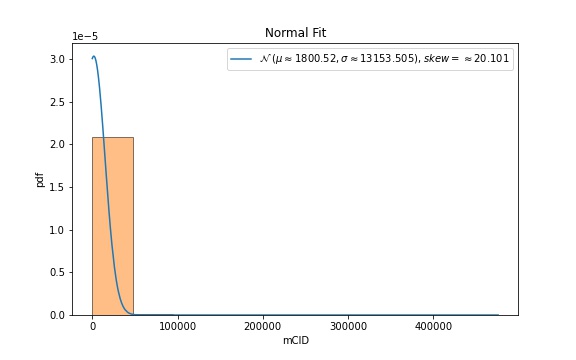 Normal Fit
1e−5
𝒩 (μ ≈ 1800.52, σ ≈ 13153.505), skew = ≈ 20.101
3.0
2.5
2.0
1.5
1.0
0.5
0.0
pdf
0 100000 200000 300000 400000
mCID